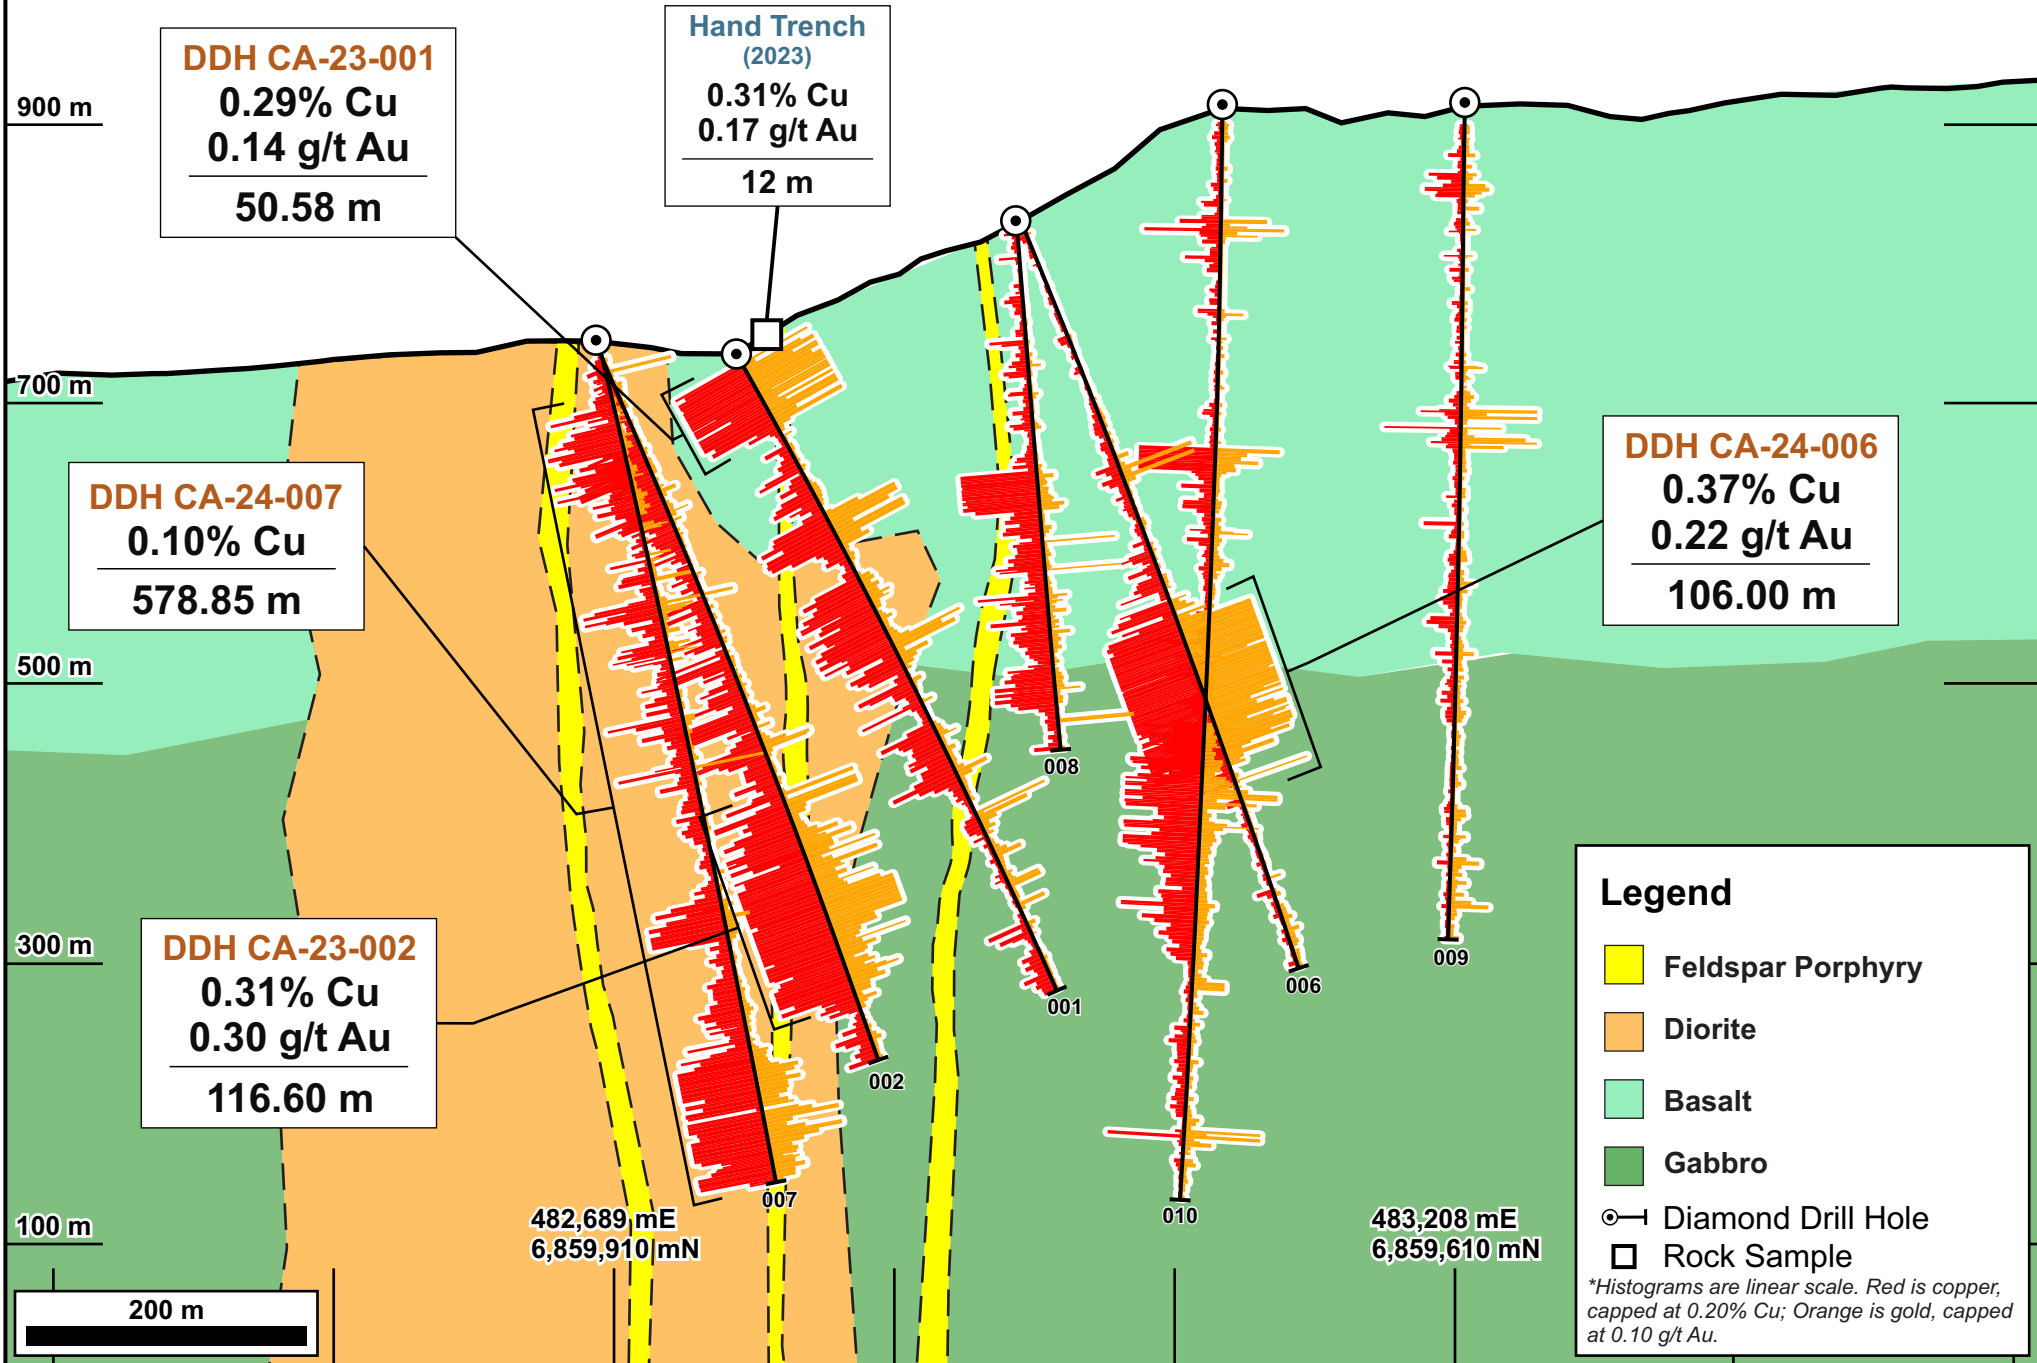 DDH CA-23-001
0.29% Cu
0.14 g/t Au
50.58 m
Hand Trench
(2023)
0.31% Cu
0.17 g/t Au
12 m
900 m
700 m
500 m
300 m
100 m
DDH CA-24-007
0.10% Cu
578.85 m
DDH CA-24-006
0.37% Cu
0.22 g/t Au
106.00 m
DDH CA-23-002
0.31% Cu
0.30 g/t Au
116.60 m
008
009
006
001
002
007
010
482,689 mE
6,859,910 mN
483,208 mE
6,859,610 mN
200 m
Legend
Feldspar Porphyry
Diorite
Basalt
Gabbro
Diamond Drill Hole
Rock Sample
*Histograms are linear scale. Red is copper,
capped at 0.20% Cu; Orange is gold, capped
at 0.10 g/t Au.